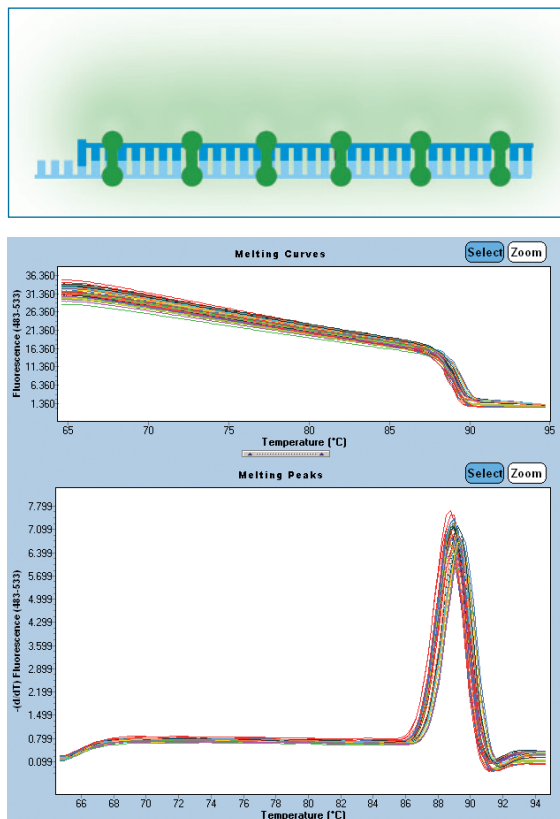 Melting Curves
Select Zoom
Fluorescence (483-533)
36.360
31.360
26.360
21.360
16.360
11.360
6.360
1.360
65 70 75 80 85 90 95
Temperature (°C)
Melting Peaks
Select Zoom
-(d/dT) Fluorescence (483-533)
7.799
7.099
6.399
5.699
4.999
4.299
3.599
2.899
2.199
1.499
0.799
0.099
66 68 70 72 74 76 78 80 82 84 86 88 90 92 94
Temperature (°C)